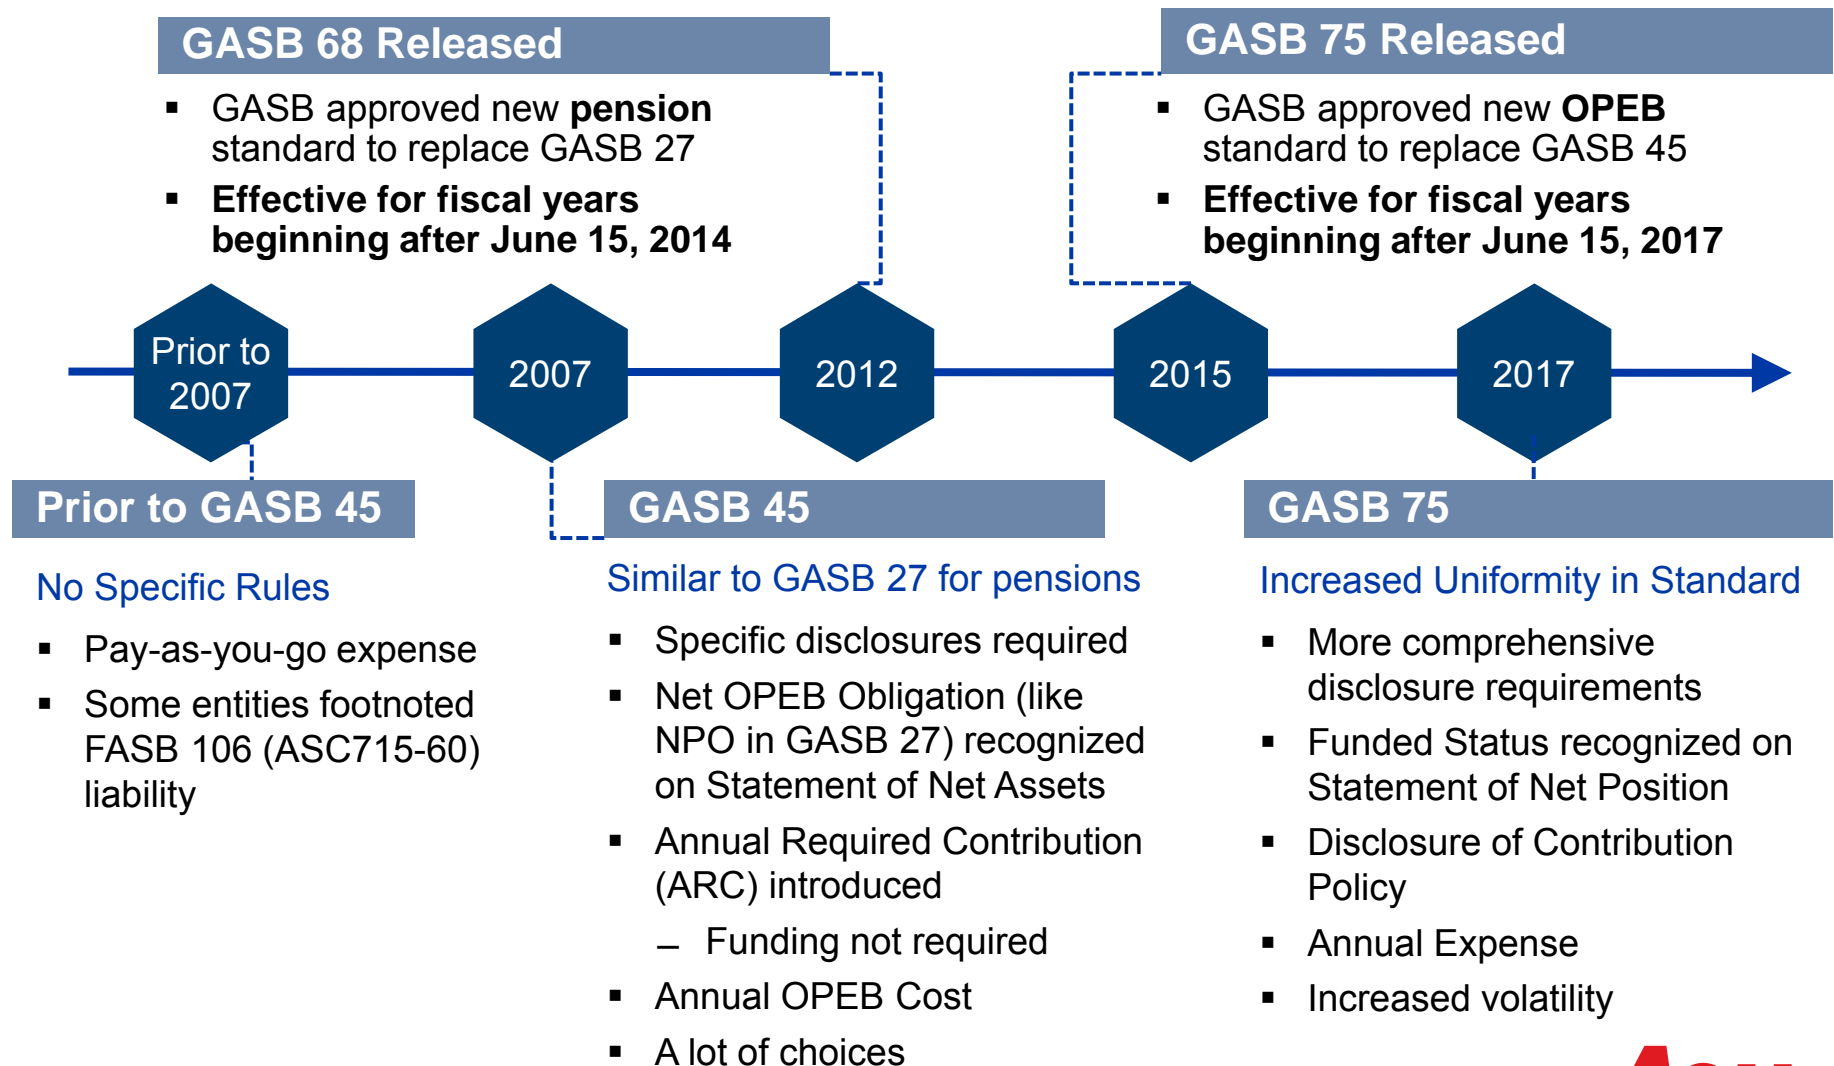 GASB 68 Released
▪ GASB approved new pension
standard to replace GASB 27
▪ Effective for fiscal years
beginning after June 15, 2014
GASB 75 Released
▪ GASB approved new OPEB
standard to replace GASB 45
▪ Effective for fiscal years
beginning after June 15, 2017
Prior to
2007
2007
2012
2015
2017
Prior to GASB 45
No Specific Rules
▪ Pay-as-you-go expense
▪ Some entities footnoted
FASB 106 (ASC715-60)
liability
GASB 45
Similar to GASB 27 for pensions
▪ Specific disclosures required
▪ Net OPEB Obligation (like
NPO in GASB 27) recognized
on Statement of Net Assets
▪ Annual Required Contribution
(ARC) introduced
– Funding not required
▪ Annual OPEB Cost
▪ A lot of choices
GASB 75
Increased Uniformity in Standard
▪ More comprehensive
disclosure requirements
▪ Funded Status recognized on
Statement of Net Position
▪ Disclosure of Contribution
Policy
▪ Annual Expense
▪ Increased volatility